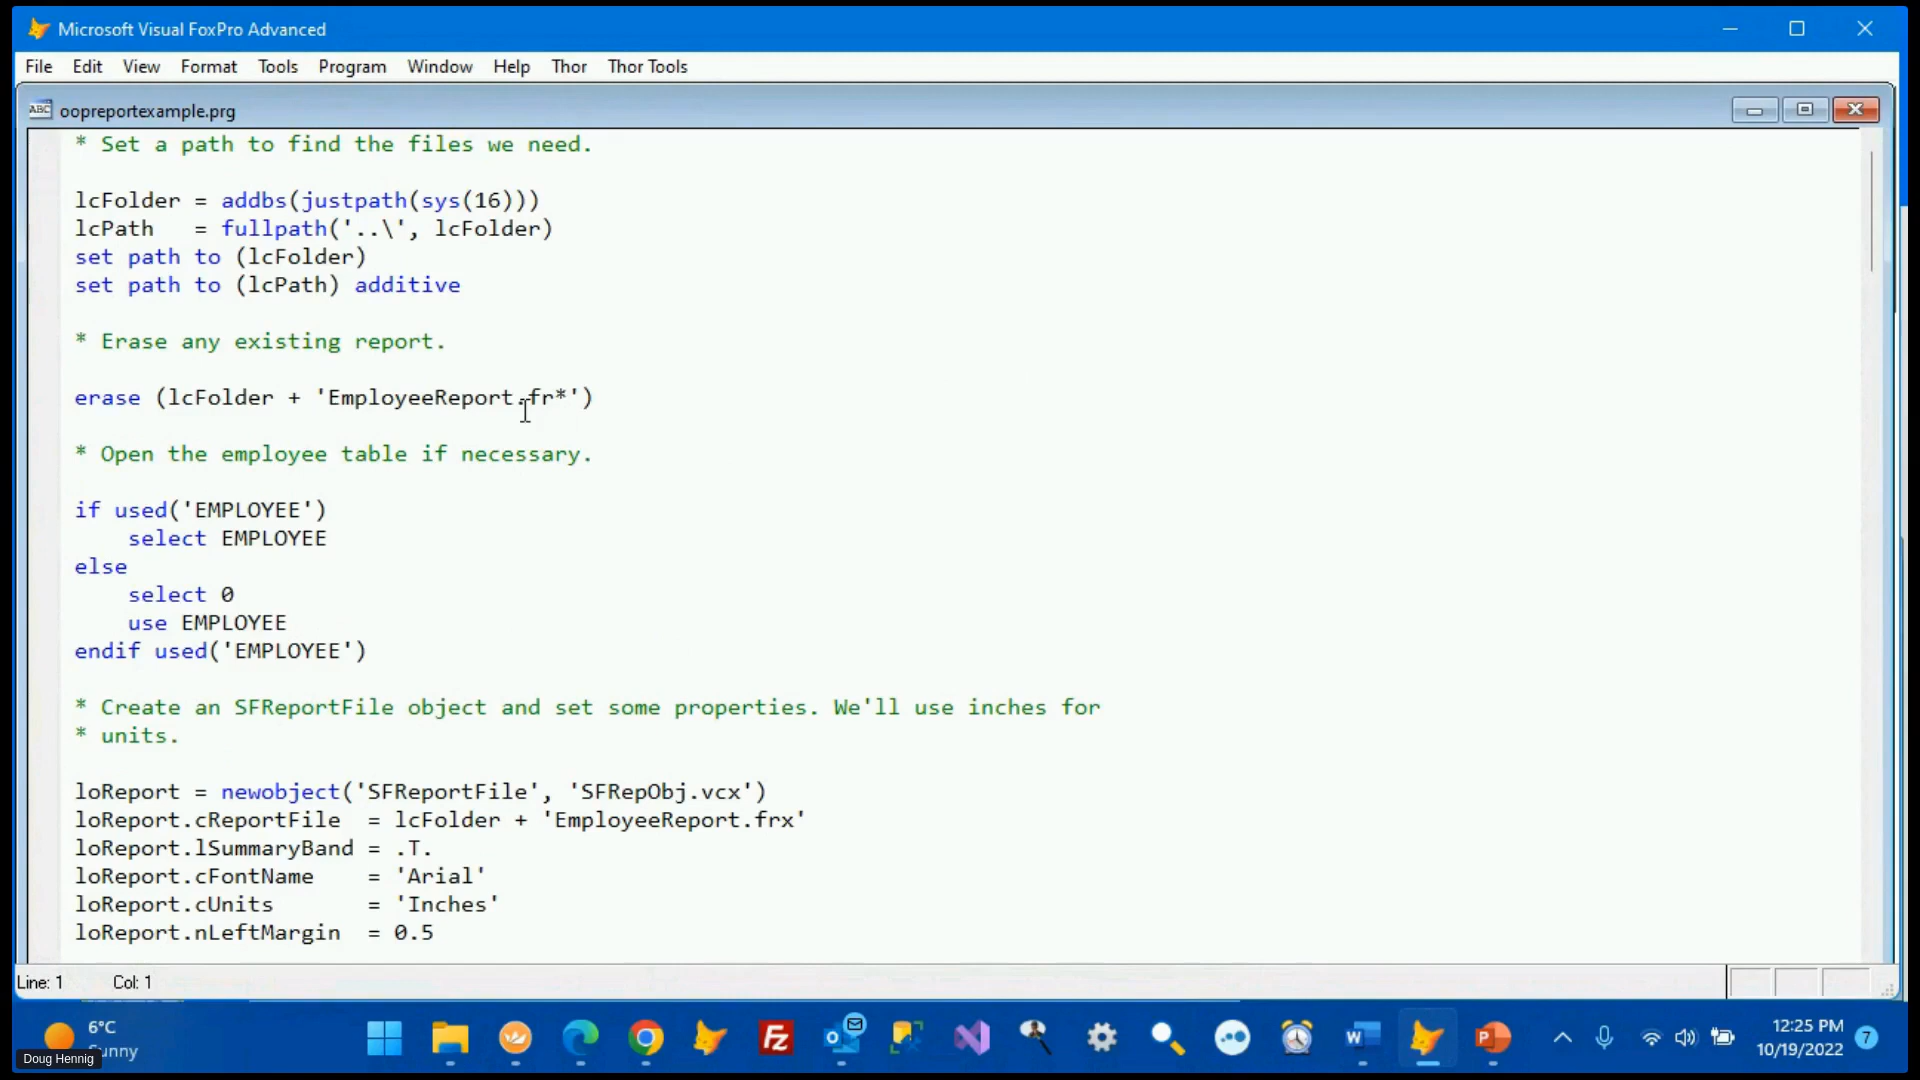 Microsoft Visual FoxPro Advanced
File Edit View Format Tools Program Window Help Thor Thor Tools
ABC oopreportexample.prg
* Set a path to find the files we need.
lcFolder = addbs(justpath(sys(16)))
lcPath   = fullpath('..\', lcFolder)
set path to (lcFolder)
set path to (lcPath) additive
* Erase any existing report.
erase (lcFolder + 'EmployeeReport.fr*')
* Open the employee table if necessary.
if used('EMPLOYEE')
    select EMPLOYEE
else
    select 0
    use EMPLOYEE
endif used('EMPLOYEE')
* Create an SFReportFile object and set some properties. We'll use inches for
* units.
loReport = newobject('SFReportFile', 'SFRepObj.vcx')
loReport.cReportFile  = lcFolder + 'EmployeeReport.frx'
loReport.lSummaryBand = .T.
loReport.cFontName    = 'Arial'
loReport.cUnits       = 'Inches'
loReport.nLeftMargin  = 0.5
Line: 1 Col: 1
6°C
Sunny
Doug Hennig
12:25 PM
10/19/2022
7